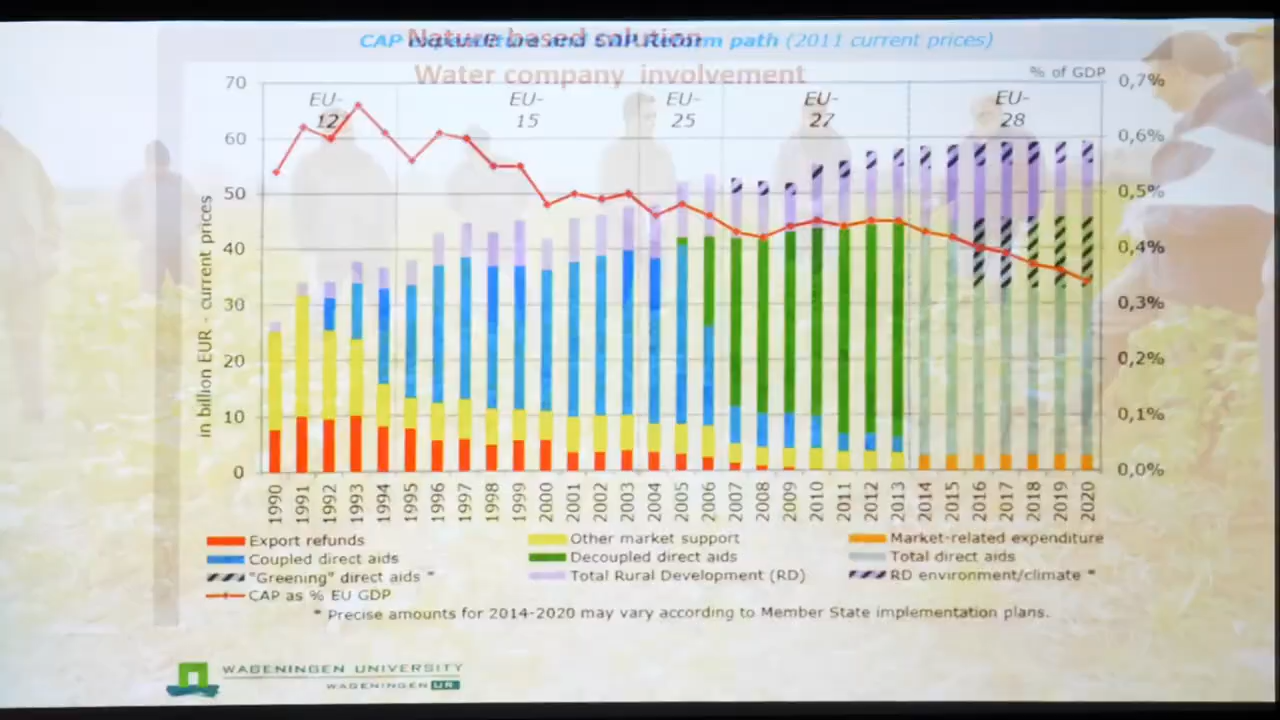 Nature based solution
CAP expenditure and CAP Reform path (2011 current prices)
Water company involvement
% of GDP
70
60
50
40
30
20
10
0
in billion EUR - current prices
EU-12
EU-15
EU-25
EU-27
EU-28
0,7%
0,6%
0,5%
0,4%
0,3%
0,2%
0,1%
0,0%
1990 1991 1992 1993 1994 1995 1996 1997 1998 1999 2000 2001 2002 2003 2004 2005 2006 2007 2008 2009 2010 2011 2012 2013 2014 2015 2016 2017 2018 2019 2020
Export refunds
Other market support
Market-related expenditure
Coupled direct aids
Decoupled direct aids
Total direct aids
"Greening" direct aids *
Total Rural Development (RD)
RD environment/climate *
CAP as % EU GDP
* Precise amounts for 2014-2020 may vary according to Member State implementation plans.
WAGENINGEN UNIVERSITY
WAGENINGEN UR